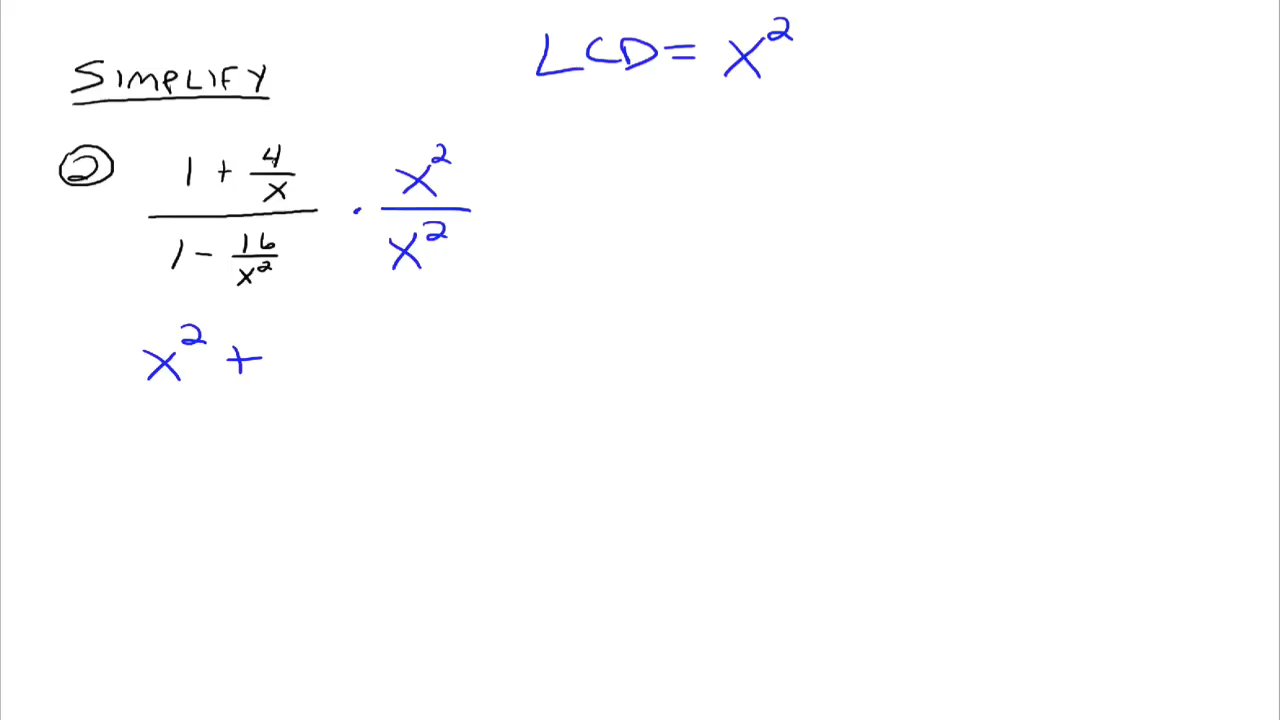 LCD = x²
SIMPLIFY
② (1 + 4/x)/(1 - 16/x²) · x²/x²
x² +